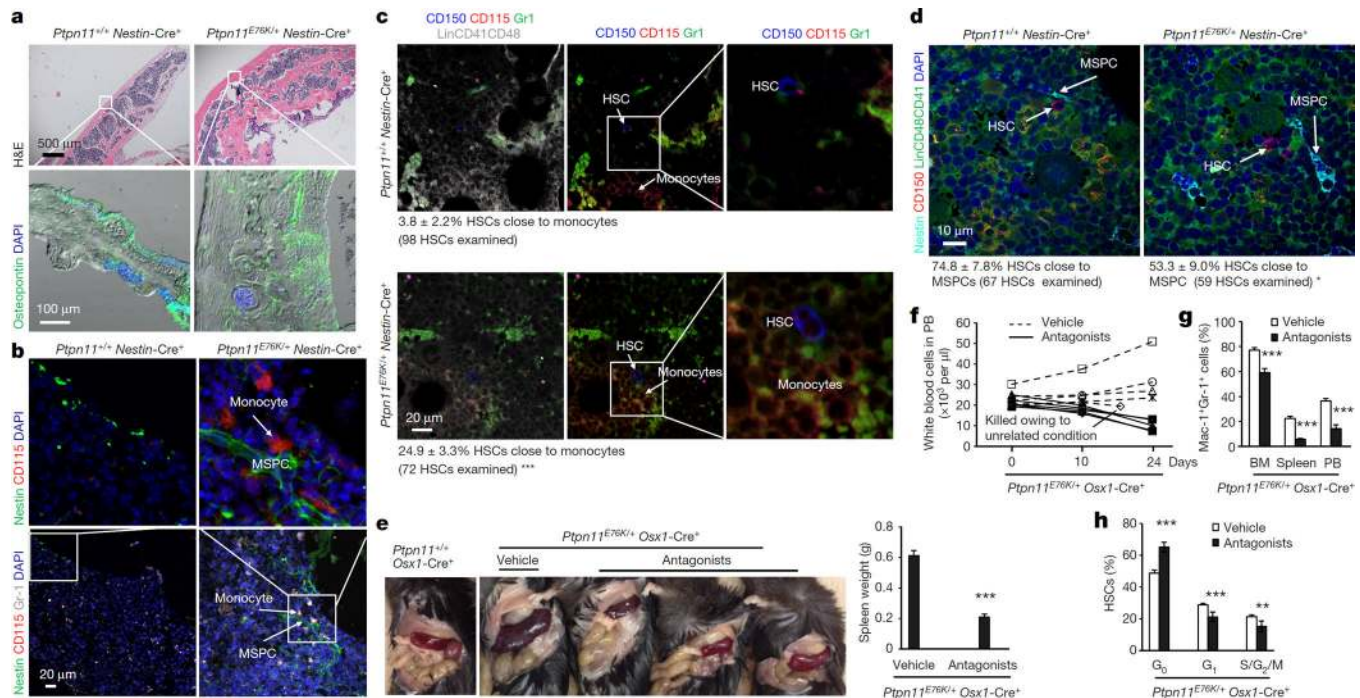 a
Ptpn11+/+ Nestin-Cre+
Ptpn11E76K/+ Nestin-Cre+
H&E
500 µm
Osteopontin DAPI
100 µm
b
Ptpn11+/+ Nestin-Cre+
Ptpn11E76K/+ Nestin-Cre+
Nestin CD115 DAPI
Monocyte
MSPC
Nestin CD115 Gr-1 DAPI
Monocyte
MSPC
20 µm
c
CD150 CD115 Gr1
LinCD41CD48
CD150 CD115 Gr1
CD150 CD115 Gr1
Ptpn11+/+ Nestin-Cre+
HSC
Monocytes
HSC
3.8 ± 2.2% HSCs close to monocytes
(98 HSCs examined)
Ptpn11E76K/+ Nestin-Cre+
20 µm
HSC
Monocytes
HSC
Monocytes
24.9 ± 3.3% HSCs close to monocytes
(72 HSCs examined) ***
d
Ptpn11+/+ Nestin-Cre+
Ptpn11E76K/+ Nestin-Cre+
Nestin CD150 LinCD48CD41 DAPI
MSPC
HSC
10 µm
MSPC
HSC
74.8 ± 7.8% HSCs close to
MSPCs (67 HSCs examined)
53.3 ± 9.0% HSCs close to
MSPC (59 HSCs examined) *
e
Ptpn11+/+
Osx1-Cre+
Ptpn11E76K/+ Osx1-Cre+
Vehicle
Antagonists
Spleen weight (g)
0.8
0.6
0.4
0.2
0
***
Vehicle
Antagonists
Ptpn11E76K/+ Osx1-Cre+
f
White blood cells in PB
(×10³ per µl)
60
50
40
30
20
10
0
Vehicle
Antagonists
Killed owing to
unrelated condition
0
10
24
Days
Ptpn11E76K/+ Osx1-Cre+
g
Mac-1+Gr-1+ cells (%)
100
80
60
40
20
0
Vehicle
Antagonists
***
***
***
BM
Spleen
PB
Ptpn11E76K/+ Osx1-Cre+
h
HSCs (%)
80
60
40
20
0
***
Vehicle
Antagonists
***
**
G0
G1
S/G2/M
Ptpn11E76K/+ Osx1-Cre+